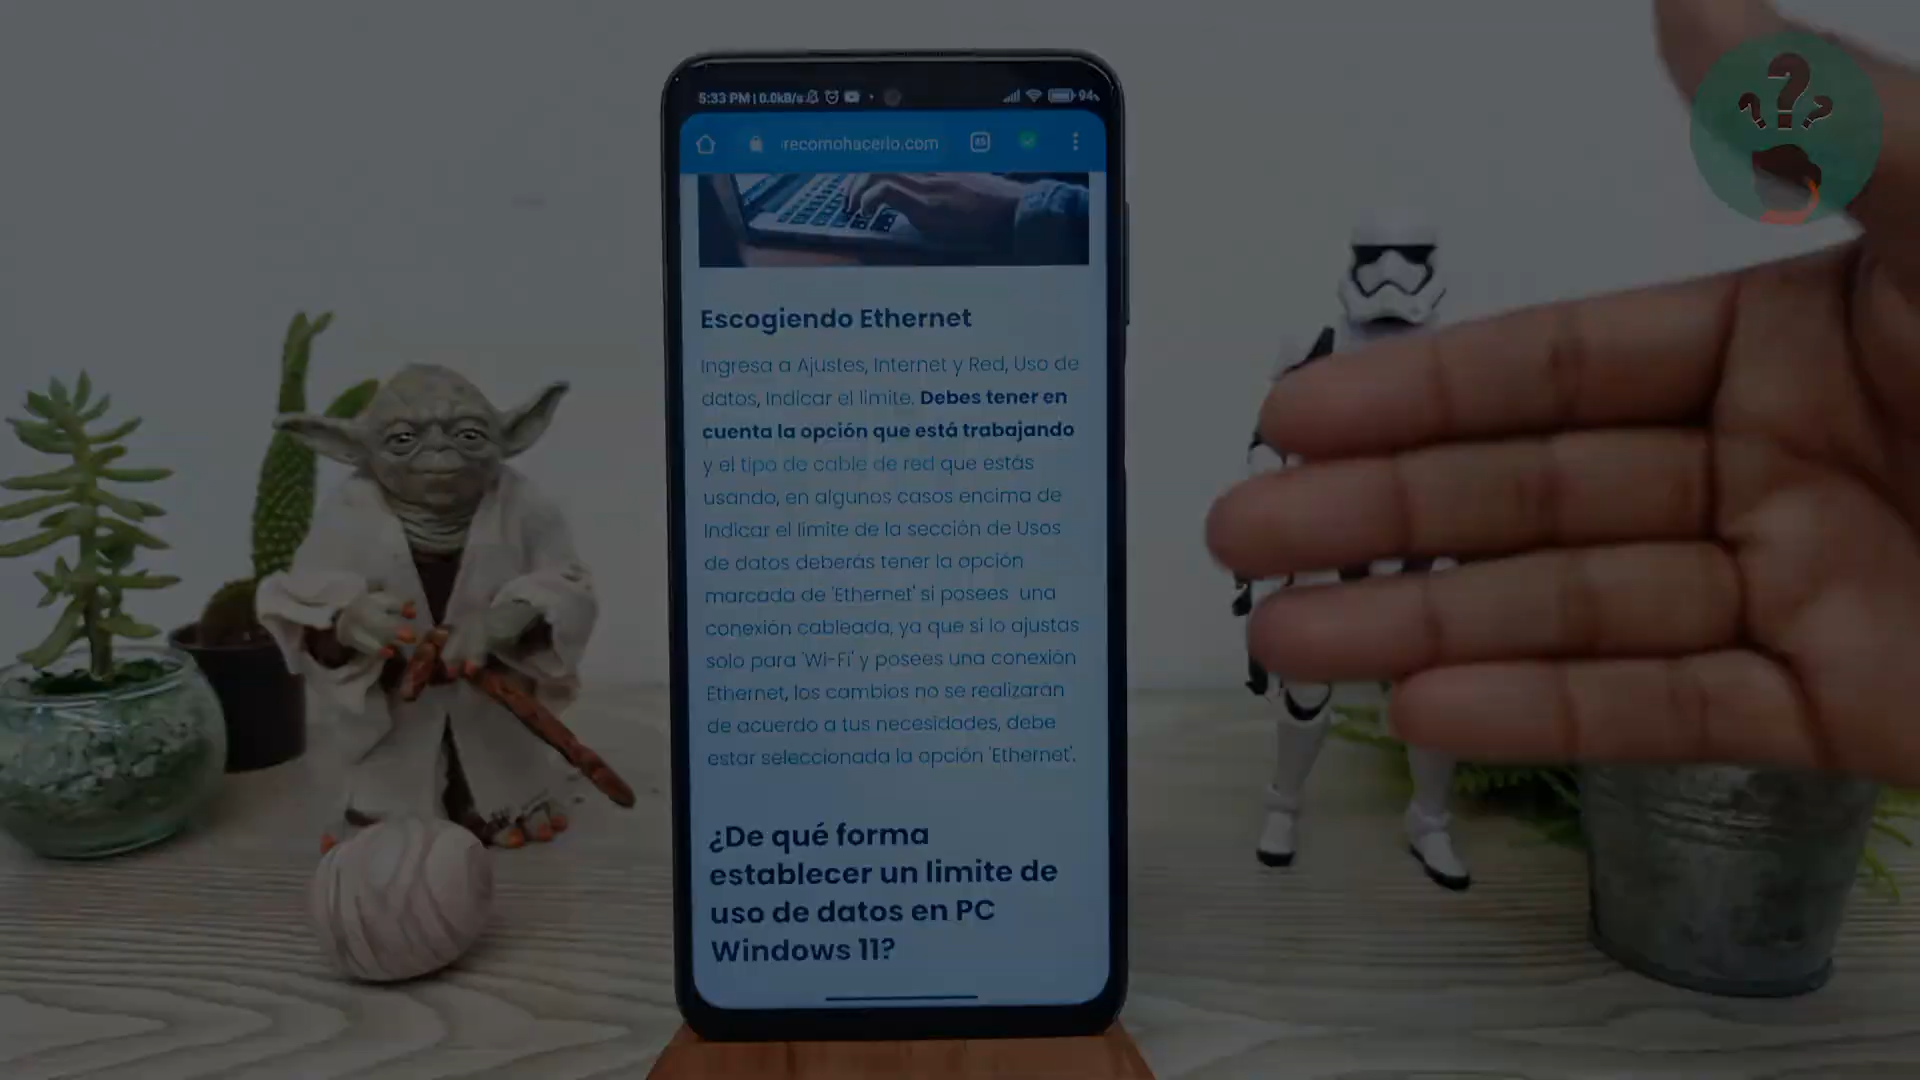 5:33 PM | 0.0kB/s 94%
recomohacerlo.com 85
Escogiendo Ethernet
Ingresa a Ajustes, Internet y Red, Uso de
datos, Indicar el limite. Debes tener en
cuenta la opción que está trabajando
y el tipo de cable de red que estás
usando, en algunos casos encima de
Indicar el limite de la sección de Usos
de datos deberás tener la opción
marcada de 'Ethernet' si posees una
conexión cableada, ya que si lo ajustas
solo para 'Wi-Fi' y posees una conexión
Ethernet, los cambios no se realizarán
de acuerdo a tus necesidades, debe
estar seleccionada la opción 'Ethernet'.
¿De qué forma
establecer un limite de
uso de datos en PC
Windows 11?